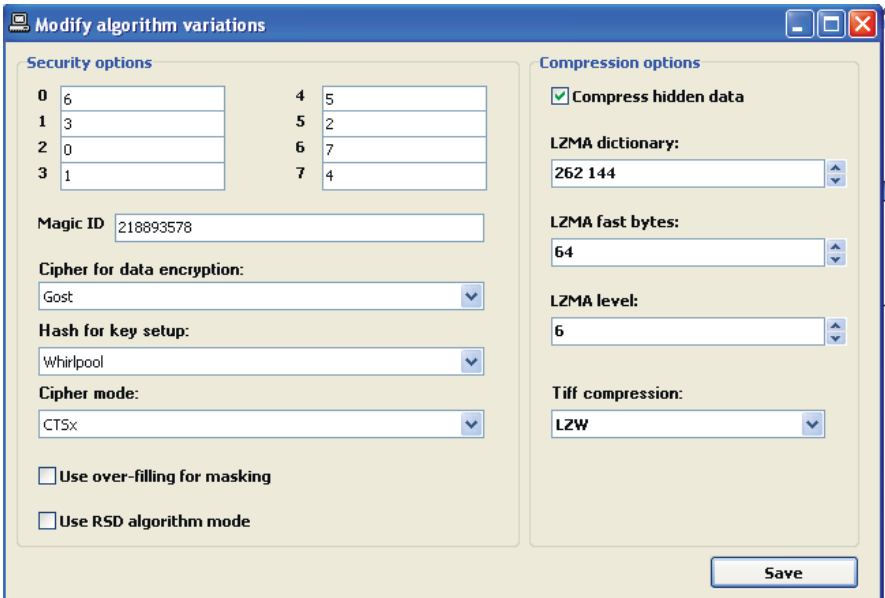 Modify algorithm variations
Security options
0 6 4 5
1 3 5 2
2 0 6 7
3 1 7 4
Magic ID 218893578
Cipher for data encryption:
Gost
Hash for key setup:
Whirlpool
Cipher mode:
CTSx
Use over-filling for masking
Use RSD algorithm mode
Compression options
Compress hidden data
LZMA dictionary:
262 144
LZMA fast bytes:
64
LZMA level:
6
Tiff compression:
LZW
Save